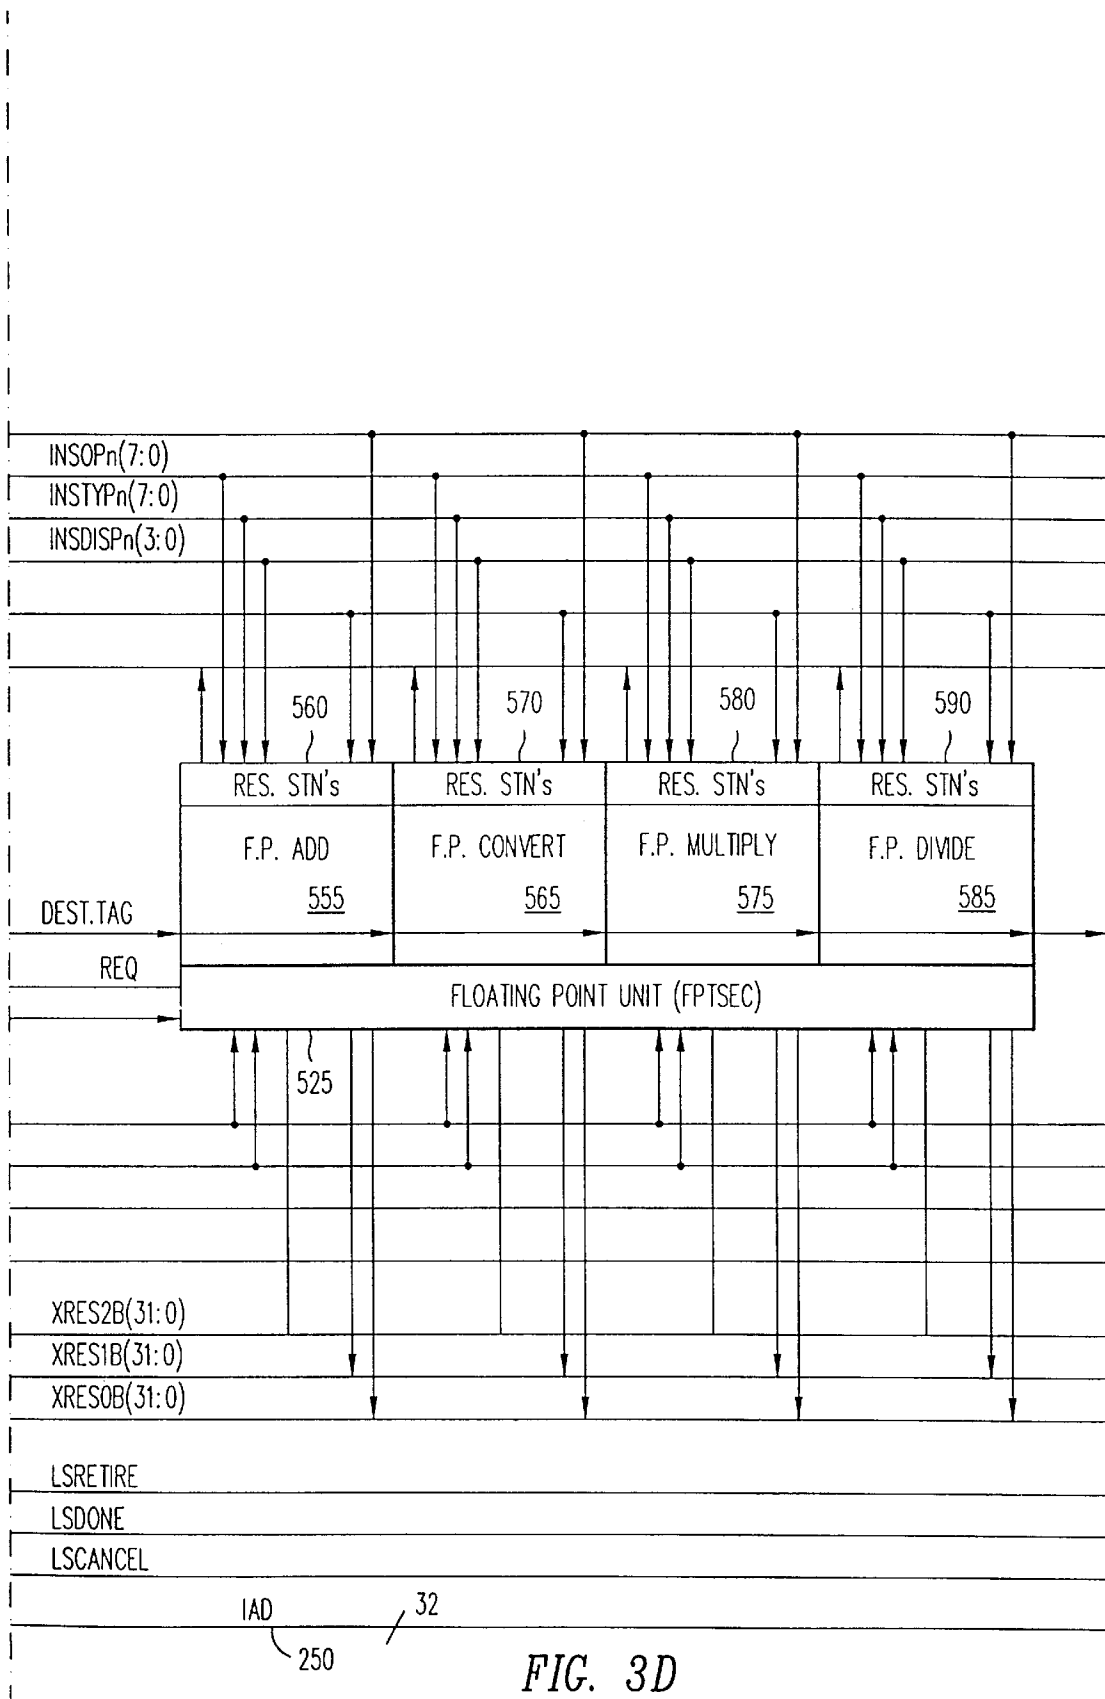 INSOPn(7:0)
INSTYPn(7:0)
INSDISPn(3:0)
560 570 580 590
RES. STN's RES. STN's RES. STN's RES. STN's
F.P. ADD F.P. CONVERT F.P. MULTIPLY F.P. DIVIDE
555 565 575 585
DEST.TAG
REQ
FLOATING POINT UNIT (FPTSEC)
525
XRES2B(31:0)
XRES1B(31:0)
XRES0B(31:0)
LSRETIRE
LSDONE
LSCANCEL
IAD 32
250
FIG. 3D